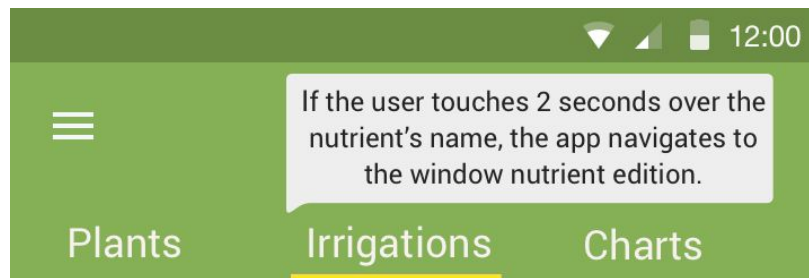 12:00
If the user touches 2 seconds over the
nutrient's name, the app navigates to
the window nutrient edition.
Plants Irrigations Charts